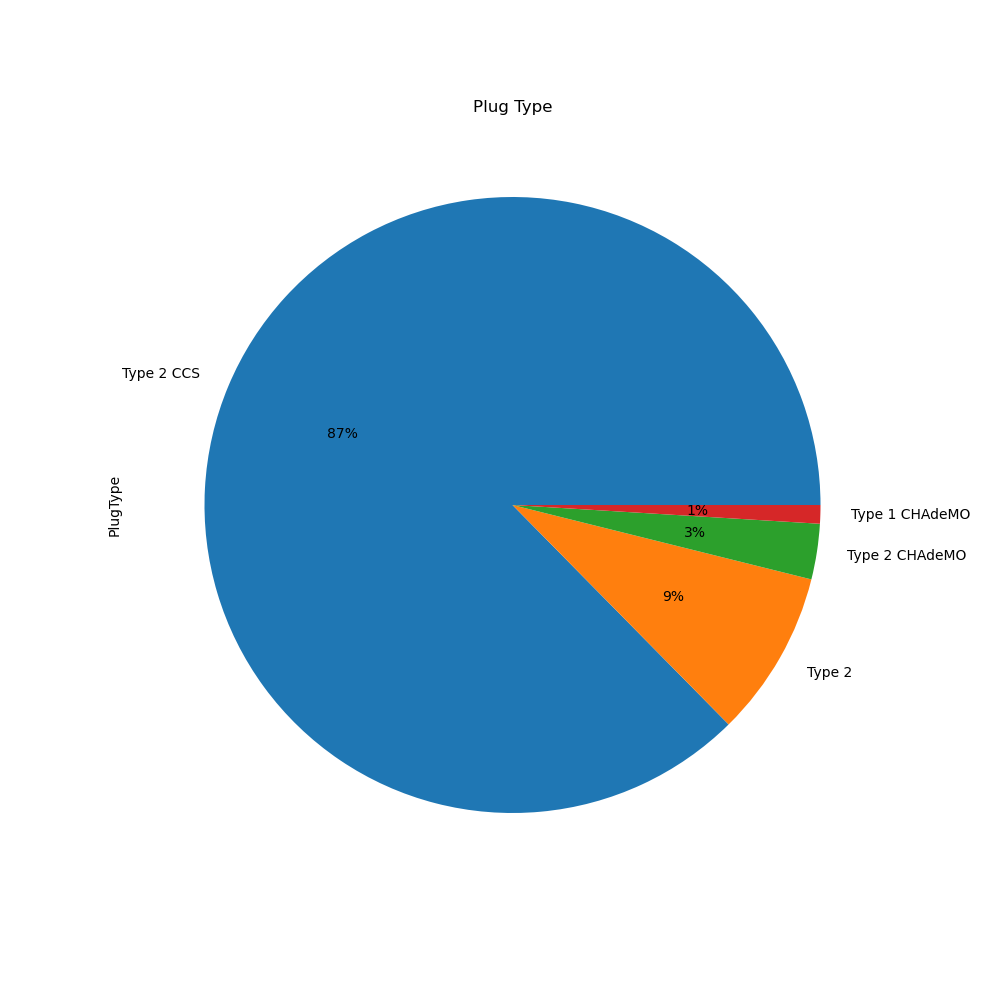 Plug Type
Type 2 CCS
87%
PlugType
1%
Type 1 CHAdeMO
3%
Type 2 CHAdeMO
9%
Type 2